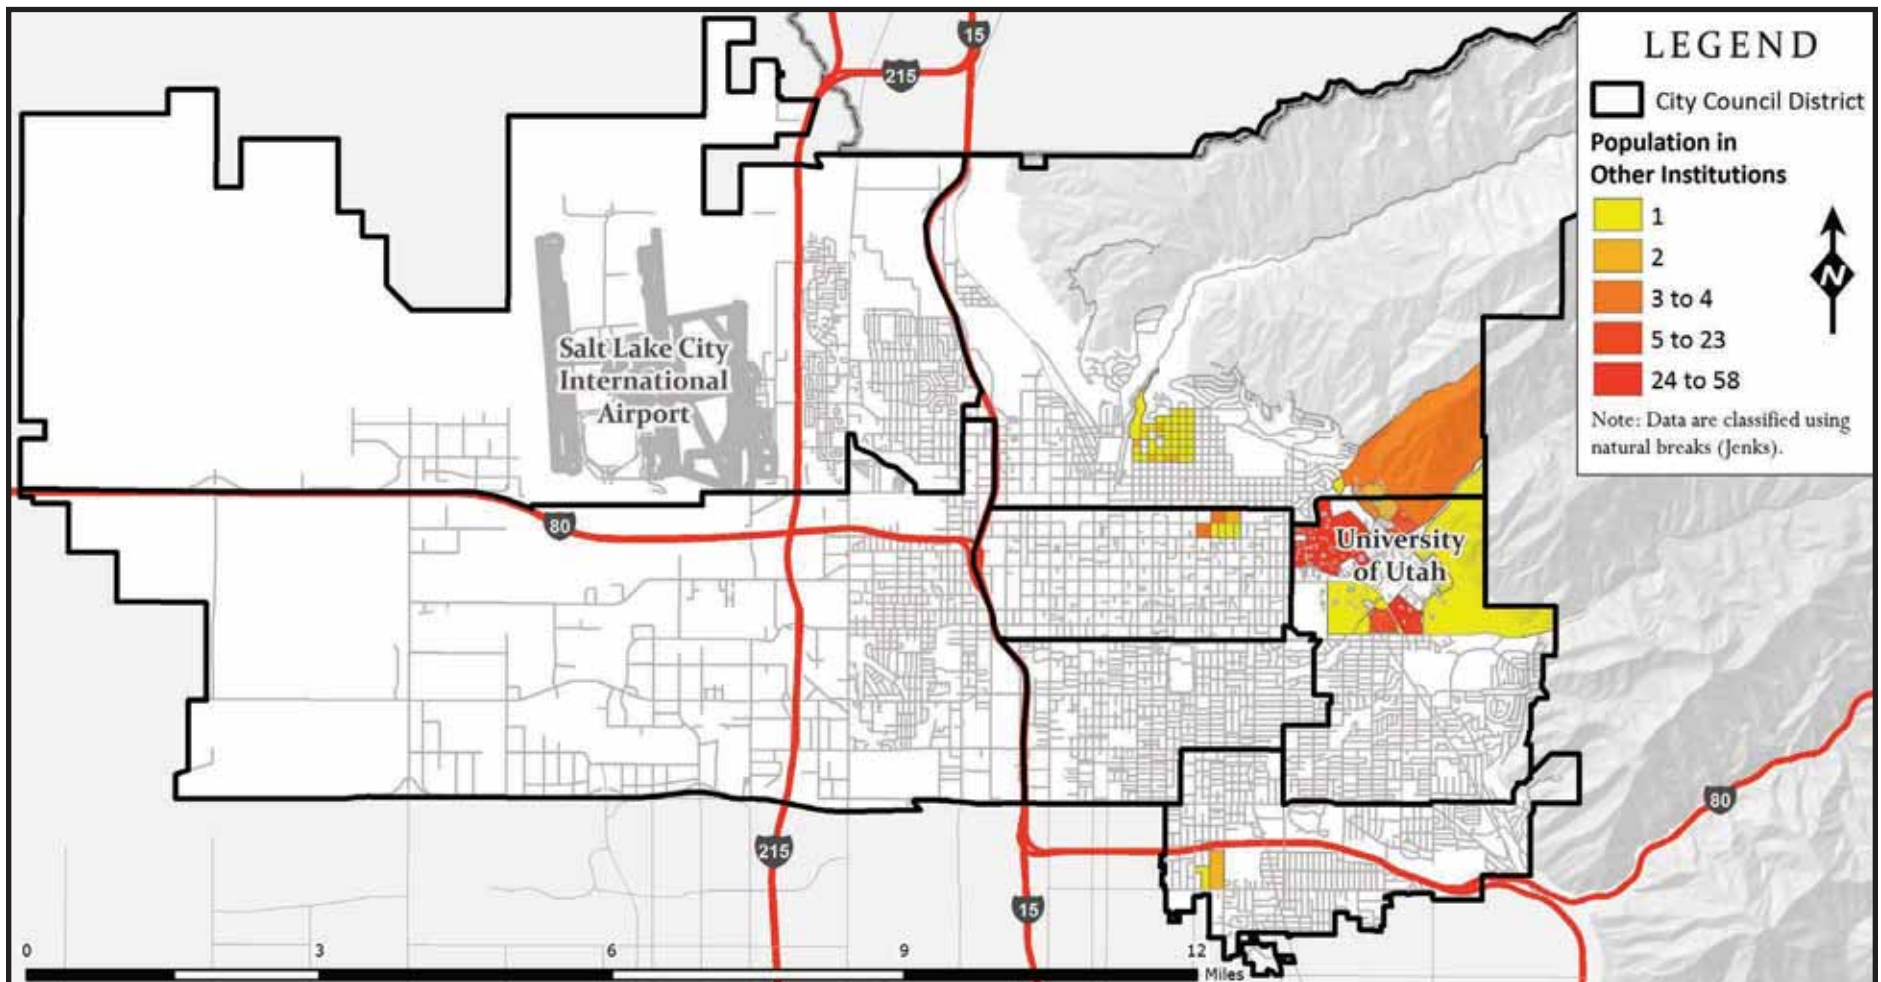 15
215
LEGEND
City Council District
Population in
Other Institutions
1
2
3 to 4
5 to 23
24 to 58
Note: Data are classified using
natural breaks (Jenks).
N
Salt Lake City
International
Airport
80
University
of Utah
80
215
15
0 3 6 9 12
Miles